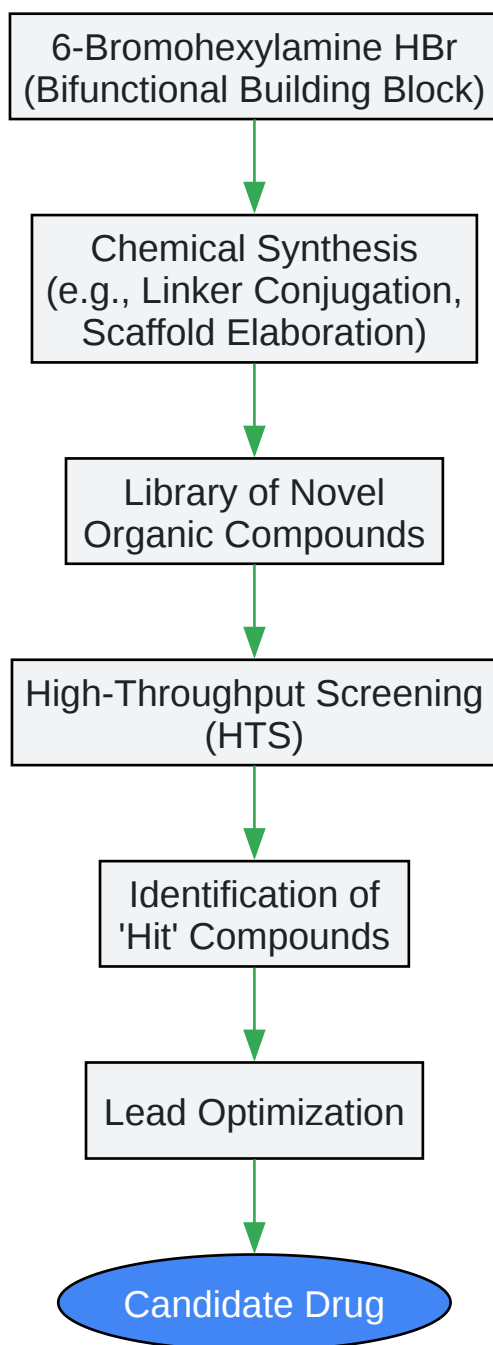 6-Bromohexylamine HBr
(Bifunctional Building Block)
Chemical Synthesis
(e.g., Linker Conjugation,
Scaffold Elaboration)
Library of Novel
Organic Compounds
High-Throughput Screening
(HTS)
Identification of
'Hit' Compounds
Lead Optimization
Candidate Drug